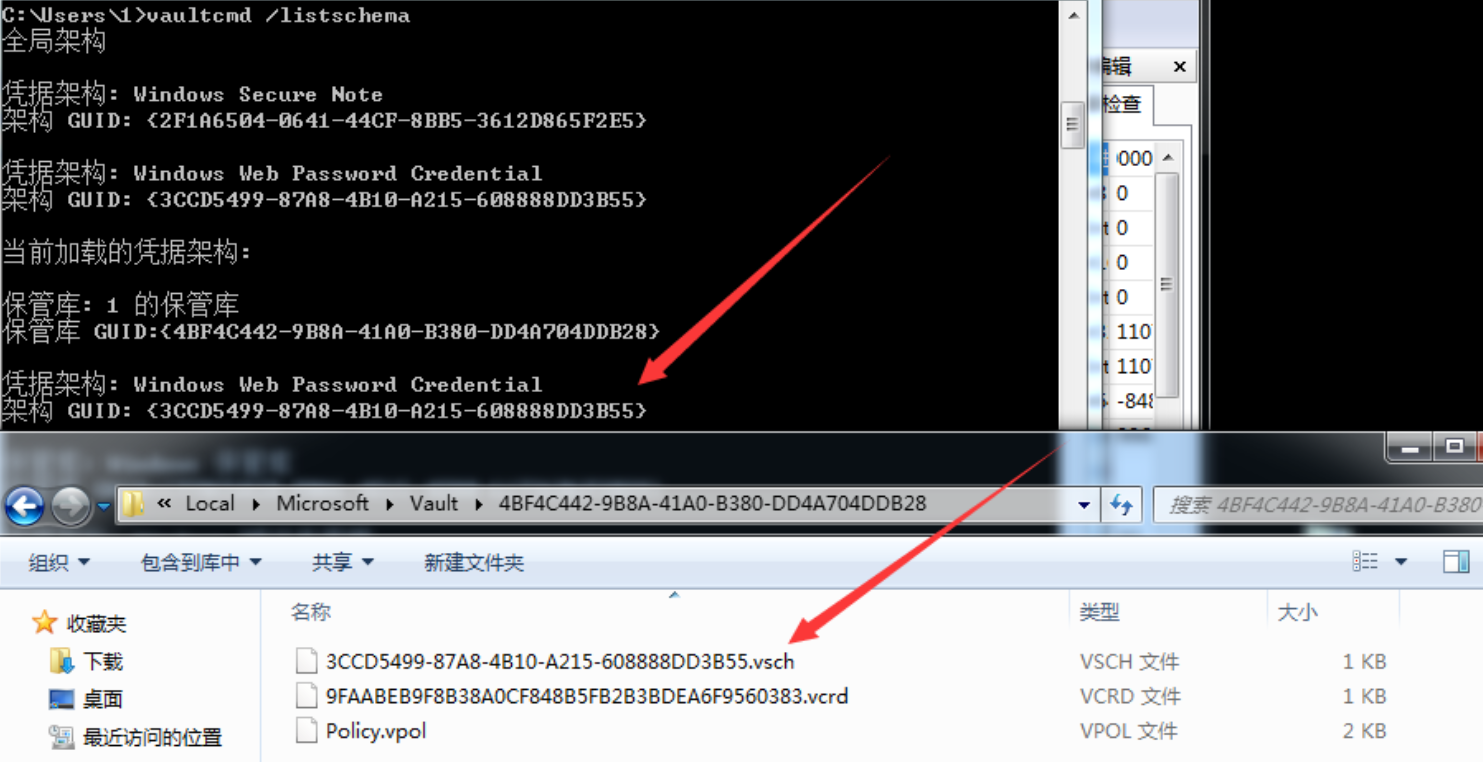 C:\Users\1>vaultcmd /listschema
全局架构
凭据架构: Windows Secure Note
架构 GUID: {2F1A6504-0641-44CF-8BB5-3612D865F2E5}
凭据架构: Windows Web Password Credential
架构 GUID: {3CCD5499-87A8-4B10-A215-608888DD3B55}
当前加载的凭据架构:
保管库: 1 的保管库
保管库 GUID:{4BF4C442-9B8A-41A0-B380-DD4A704DDB28}
凭据架构: Windows Web Password Credential
架构 GUID: {3CCD5499-87A8-4B10-A215-608888DD3B55}
编辑
检查
000
0
0
0
0
110
110
-848
« Local Microsoft Vault 4BF4C442-9B8A-41A0-B380-DD4A704DDB28
搜索 4BF4C442-9B8A-41A0-B380
组织 包含到库中 共享 新建文件夹
收藏夹
下载
桌面
最近访问的位置
名称 类型 大小
3CCD5499-87A8-4B10-A215-608888DD3B55.vsch VSCH 文件 1 KB
9FAABEB9F8B38A0CF848B5FB2B3BDEA6F9560383.vcrd VCRD 文件 1 KB
Policy.vpol VPOL 文件 2 KB